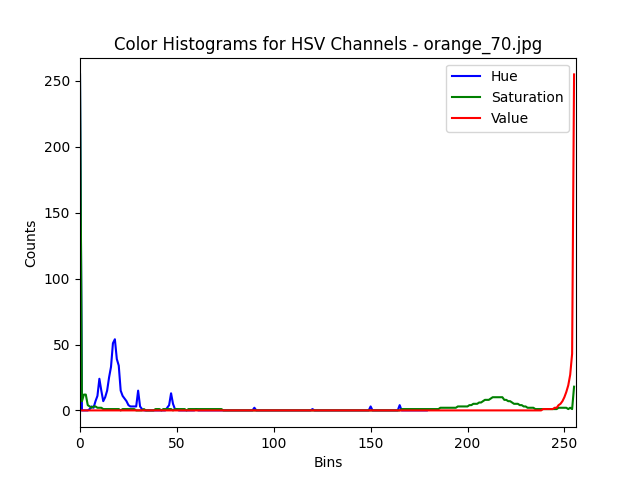 Color Histograms for HSV Channels - orange_70.jpg
Hue
Saturation
Value
Counts
250
200
150
100
50
0
0 50 100 150 200 250
Bins